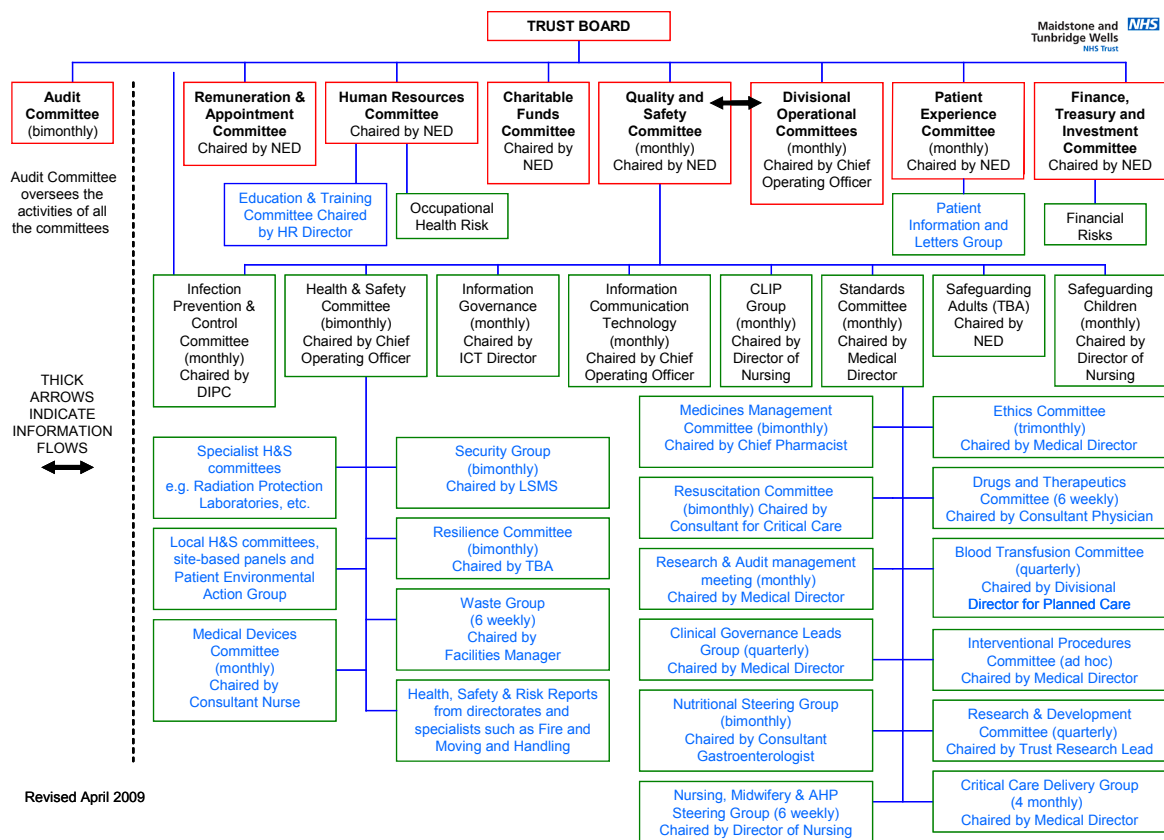 TRUST BOARD
Maidstone and
Tunbridge Wells
NHS
NHS Trust
Audit
Committee
(bimonthly)
Remuneration &
Appointment
Committee
Chaired by NED
Human Resources
Committee
Chaired by NED
Charitable
Funds
Committee
Chaired by
NED
Quality and
Safety
Committee
(monthly)
Chaired by NED
Divisional
Operational
Committees
(monthly)
Chaired by Chief
Operating Officer
Patient
Experience
Committee
(monthly)
Chaired by NED
Finance,
Treasury and
Investment
Committee
Chaired by NED
Audit Committee
oversees the
activities of all
the committees
Education & Training
Committee Chaired
by HR Director
Occupational
Health Risk
Patient
Information and
Letters Group
Financial
Risks
Infection
Prevention &
Control
Committee
(monthly)
Chaired by
DIPC
Health & Safety
Committee
(bimonthly)
Chaired by Chief
Operating Officer
Information
Governance
(monthly)
Chaired by
ICT Director
Information
Communication
Technology
(monthly)
Chaired by Chief
Operating Officer
CLIP
Group
(monthly)
Chaired by
Director of
Nursing
Standards
Committee
(monthly)
Chaired by
Medical
Director
Safeguarding
Adults (TBA)
Chaired by
NED
Safeguarding
Children
(monthly)
Chaired by
Director of
Nursing
THICK
ARROWS
INDICATE
INFORMATION
FLOWS
Specialist H&S
committees
e.g. Radiation Protection
Laboratories, etc.
Local H&S committees,
site-based panels and
Patient Environmental
Action Group
Medical Devices
Committee
(monthly)
Chaired by
Consultant Nurse
Security Group
(bimonthly)
Chaired by LSMS
Resilience Committee
(bimonthly)
Chaired by TBA
Waste Group
(6 weekly)
Chaired by
Facilities Manager
Health, Safety & Risk Reports
from directorates and
specialists such as Fire and
Moving and Handling
Medicines Management
Committee (bimonthly)
Chaired by Chief Pharmacist
Resuscitation Committee
(bimonthly) Chaired by
Consultant for Critical Care
Research & Audit management
meeting (monthly)
Chaired by Medical Director
Clinical Governance Leads
Group (quarterly)
Chaired by Medical Director
Nutritional Steering Group
(bimonthly)
Chaired by Consultant
Gastroenterologist
Nursing, Midwifery & AHP
Steering Group (6 weekly)
Chaired by Director of Nursing
Ethics Committee
(trimonthly)
Chaired by Medical Director
Drugs and Therapeutics
Committee (6 weekly)
Chaired by Consultant Physician
Blood Transfusion Committee
(quarterly)
Chaired by Divisional
Director for Planned Care
Interventional Procedures
Committee (ad hoc)
Chaired by Medical Director
Research & Development
Committee (quarterly)
Chaired by Trust Research Lead
Critical Care Delivery Group
(4 monthly)
Chaired by Medical Director
Revised April 2009